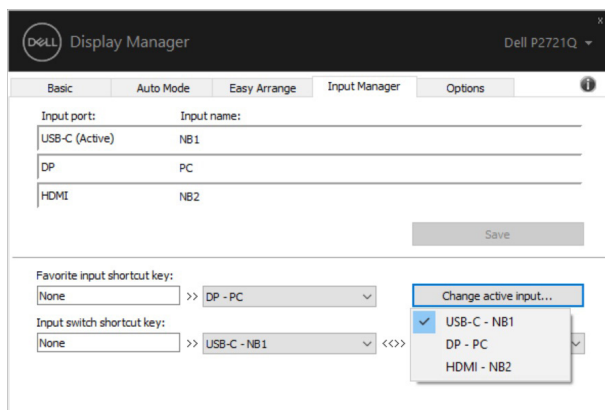 DELL Display Manager Dell P2721Q
x
Basic Auto Mode Easy Arrange Input Manager Options i
Input port: Input name:
USB-C (Active) NB1
DP PC
HDMI NB2
Save
Favorite input shortcut key:
None >> DP - PC Change active input...
Input switch shortcut key:
None >> USB-C - NB1 <<>>
USB-C - NB1
DP - PC
HDMI - NB2